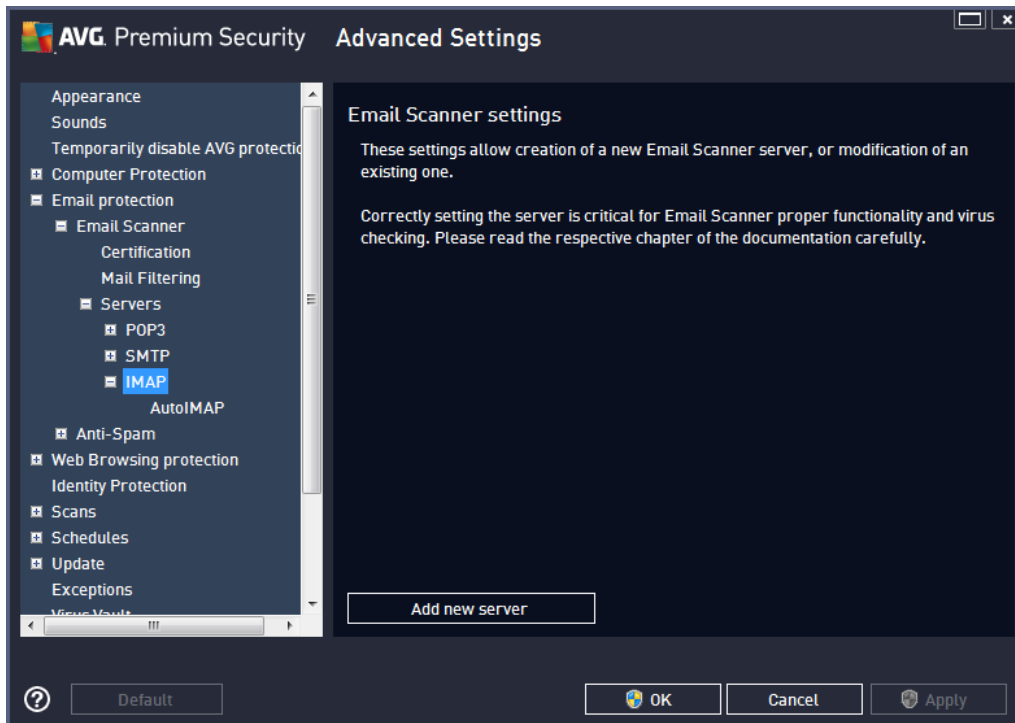 AVG. Premium Security Advanced Settings
Appearance
Sounds
Temporarily disable AVG protectio
Computer Protection
Email protection
Email Scanner
Certification
Mail Filtering
Servers
POP3
SMTP
IMAP
AutoIMAP
Anti-Spam
Web Browsing protection
Identity Protection
Scans
Schedules
Update
Exceptions
Virus Vault
Email Scanner settings
These settings allow creation of a new Email Scanner server, or modification of an
existing one.
Correctly setting the server is critical for Email Scanner proper functionality and virus
checking. Please read the respective chapter of the documentation carefully.
Add new server
Default
OK
Cancel
Apply